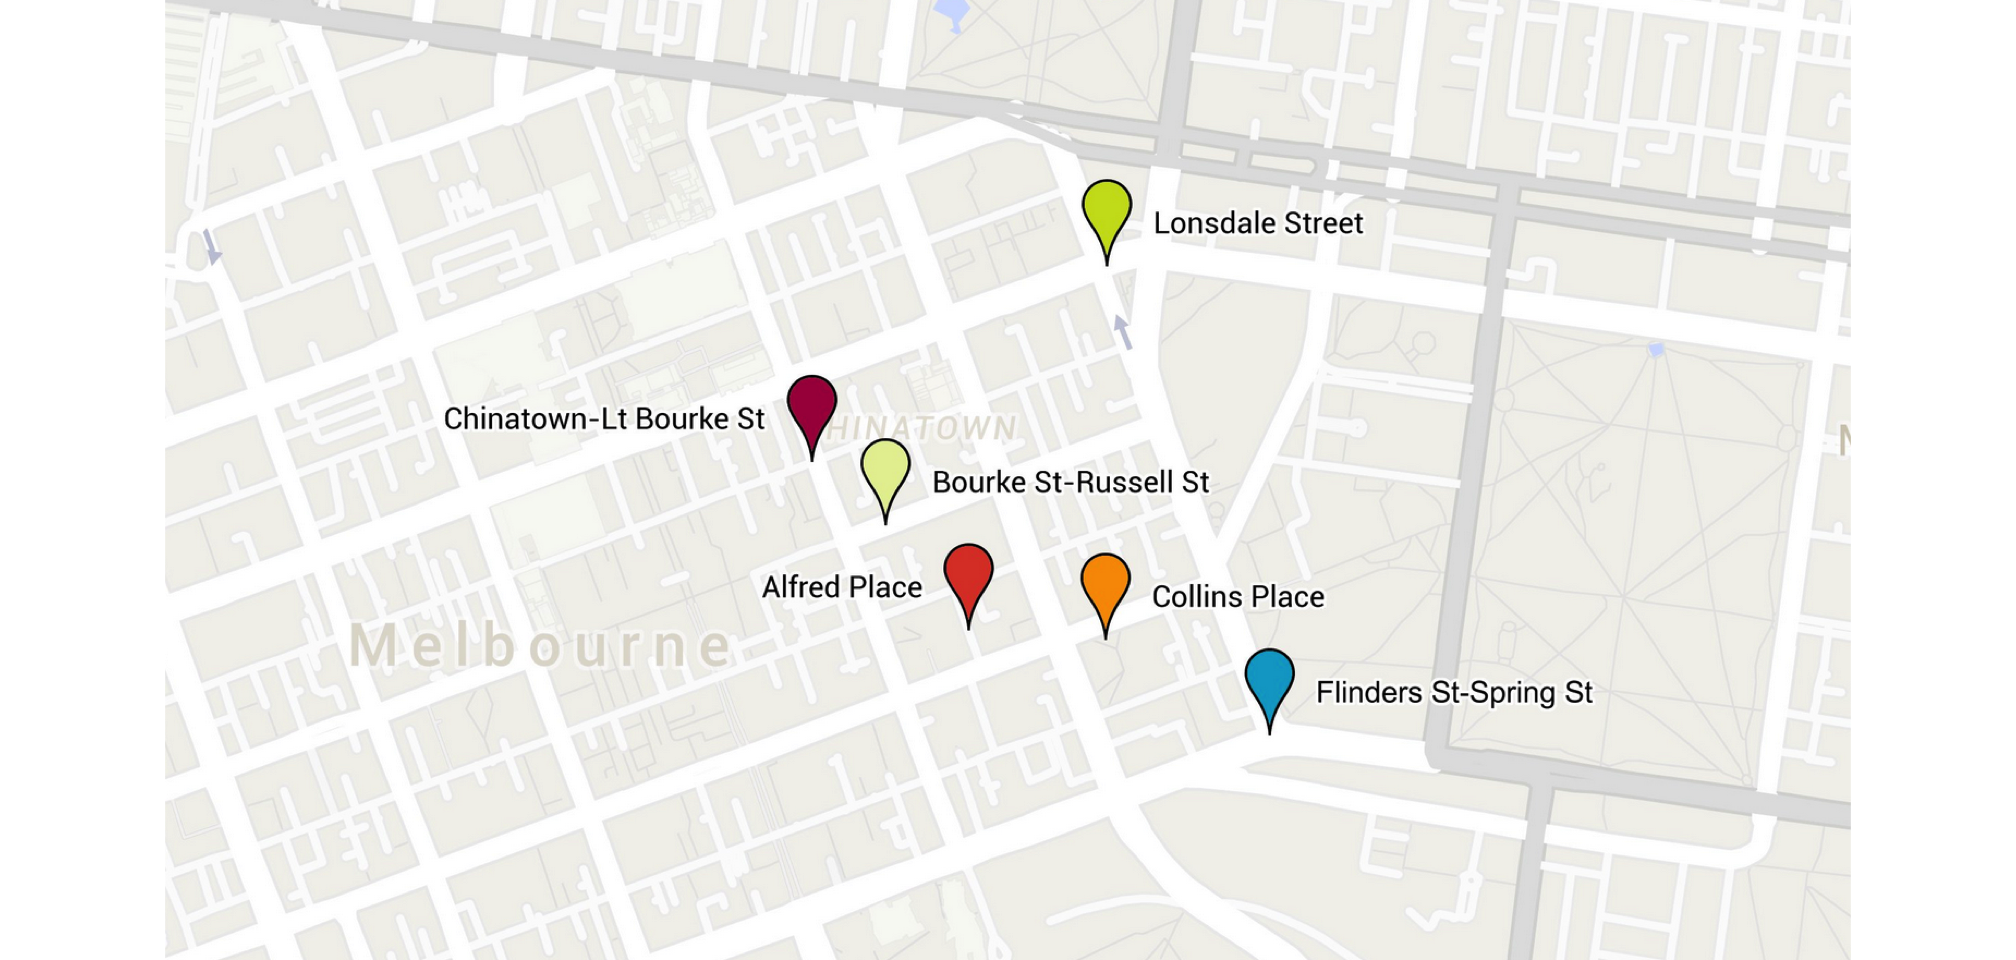 Lonsdale Street
Chinatown-Lt Bourke St
HINATOWN
Bourke St-Russell St
Alfred Place
Collins Place
Melbourne
Flinders St-Spring St